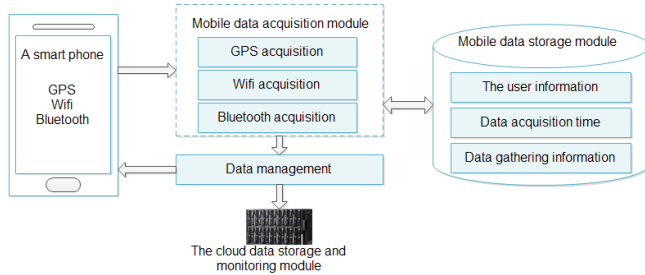 A smart phone
GPS
Wifi
Bluetooth
Mobile data acquisition module
GPS acquisition
Wifi acquisition
Bluetooth acquisition
Data management
The cloud data storage and
monitoring module
Mobile data storage module
The user information
Data acquisition time
Data gathering information